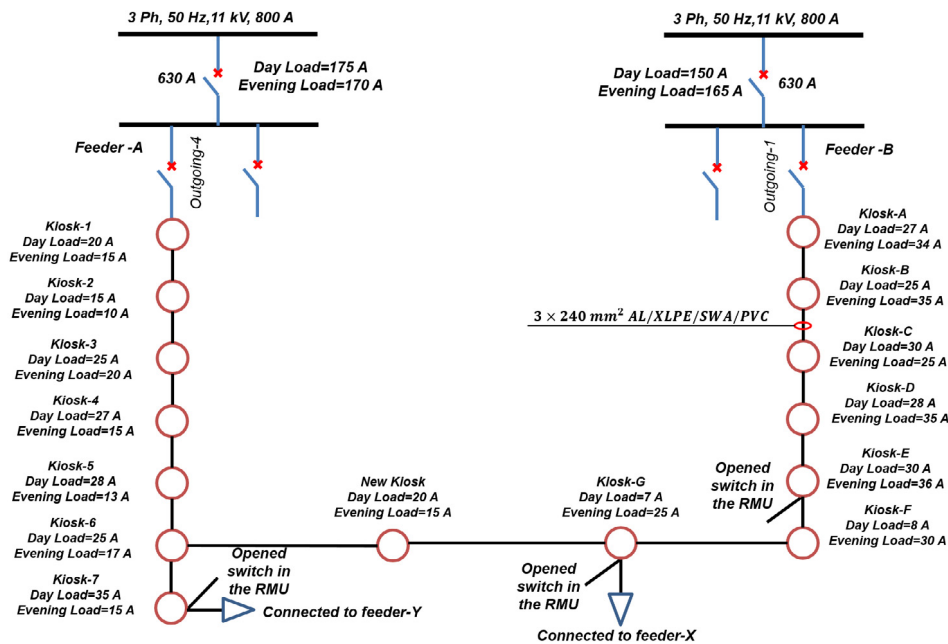 3 Ph, 50 Hz,11 kV, 800 A
Day Load=175 A
Evening Load=170 A
630 A
Feeder -A
Outgoing-4
Kiosk-1
Day Load=20 A
Evening Load=15 A
Kiosk-2
Day Load=15 A
Evening Load=10 A
Kiosk-3
Day Load=25 A
Evening Load=20 A
Kiosk-4
Day Load=27 A
Evening Load=15 A
Kiosk-5
Day Load=28 A
Evening Load=13 A
Kiosk-6
Day Load=25 A
Evening Load=17 A
Kiosk-7
Day Load=35 A
Evening Load=15 A
Opened
switch in
the RMU
Connected to feeder-Y
New Kiosk
Day Load=20 A
Evening Load=15 A
Kiosk-G
Day Load=7 A
Evening Load=25 A
Opened
switch in
the RMU
Connected to feeder-X
3 Ph, 50 Hz,11 kV, 800 A
Day Load=150 A
Evening Load=165 A
630 A
Outgoing-1
Feeder -B
Kiosk-A
Day Load=27 A
Evening Load=34 A
Kiosk-B
Day Load=25 A
Evening Load=35 A
3 × 240 mm² AL/XLPE/SWA/PVC
Kiosk-C
Day Load=30 A
Evening Load=25 A
Kiosk-D
Day Load=28 A
Evening Load=35 A
Kiosk-E
Day Load=30 A
Evening Load=36 A
Opened
switch in
the RMU
Kiosk-F
Day Load=8 A
Evening Load=30 A